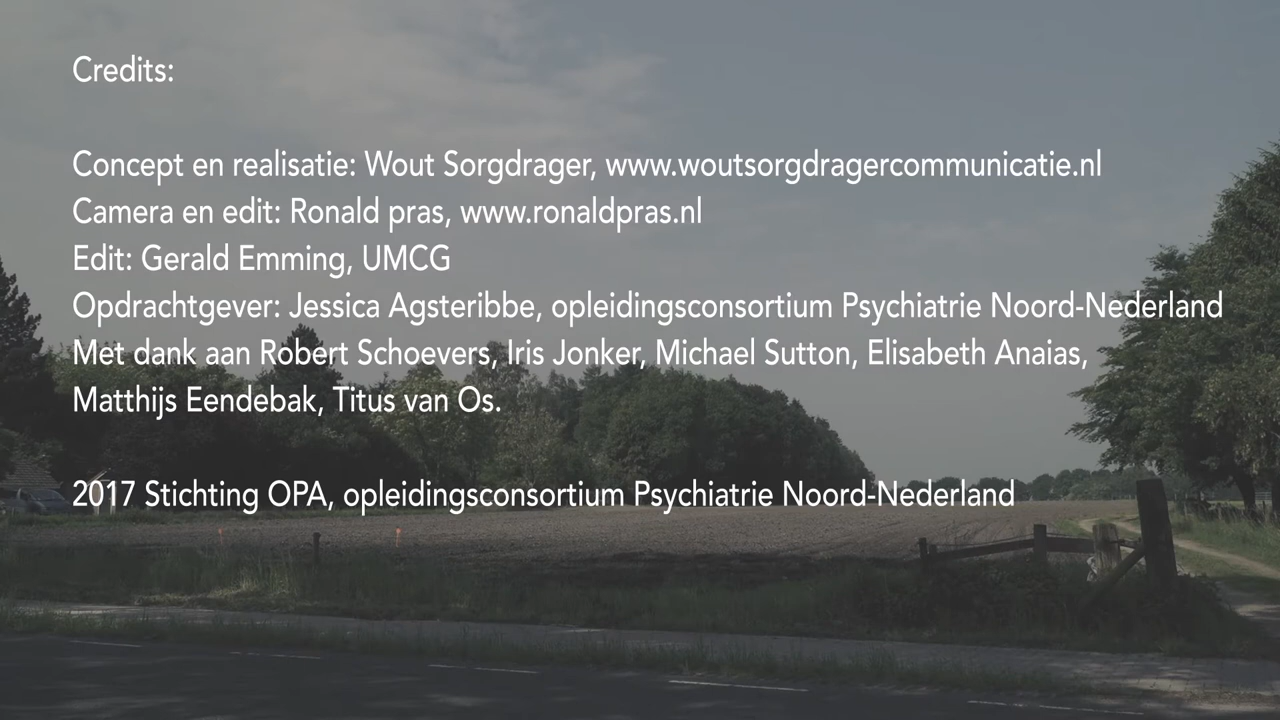 Credits:
Concept en realisatie: Wout Sorgdrager, www.woutsorgdragercommunicatie.nl
Camera en edit: Ronald pras, www.ronaldpras.nl
Edit: Gerald Emming, UMCG
Opdrachtgever: Jessica Agsteribbe, opleidingsconsortium Psychiatrie Noord-Nederland
Met dank aan Robert Schoevers, Iris Jonker, Michael Sutton, Elisabeth Anaias,
Matthijs Eendebak, Titus van Os.
2017 Stichting OPA, opleidingsconsortium Psychiatrie Noord-Nederland